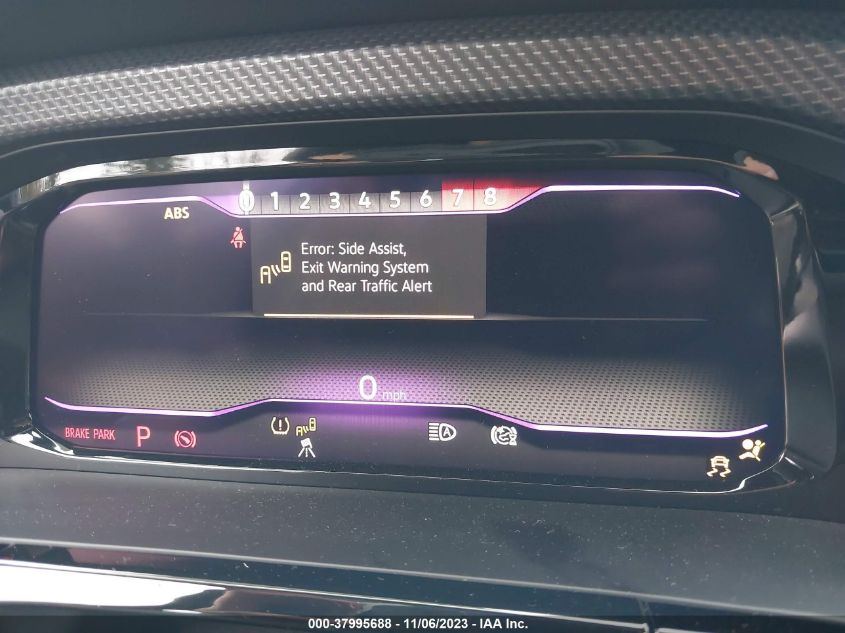 0 1 2 3 4 5 6 7 8
ABS
Error: Side Assist,
Exit Warning System
and Rear Traffic Alert
0 mph
BRAKE PARK P
A
000-37995688 - 11/06/2023 - IAA Inc.